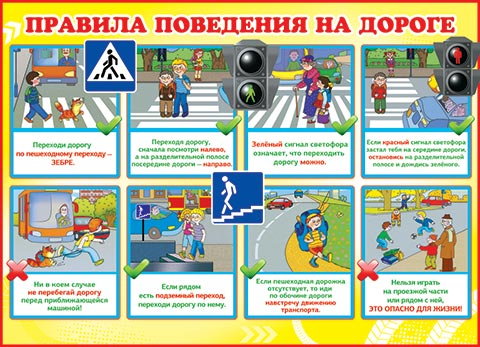 ПРАВИЛА ПОВЕДЕНИЯ НА ДОРОГЕ
Переходи дорогу
по пешеходному переходу –
ЗЕБРЕ.
Переходя дорогу,
сначала посмотри налево,
а на разделительной полосе
посредине дороги – направо.
Зелёный сигнал светофора
означает, что переходить
дорогу можно.
Если красный сигнал светофора
застал тебя на середине дороги,
остановись на разделительной
полосе и дождись зелёного.
Ни в коем случае
не перебегай дорогу
перед приближающейся
машиной!
Если рядом
есть подземный переход,
переходи дорогу по нему.
Если пешеходная дорожка
отсутствует, то иди
по обочине дороги
навстречу движению
транспорта.
Нельзя играть
на проезжей части
или рядом с ней,
ЭТО ОПАСНО ДЛЯ ЖИЗНИ!